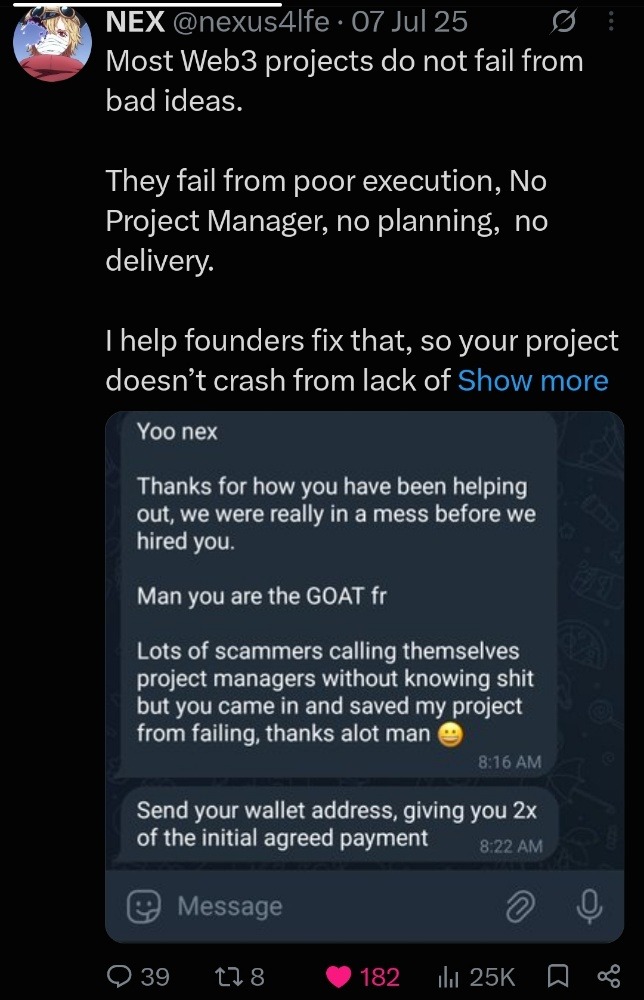 NEX @nexus4lfe · 07 Jul 25
Most Web3 projects do not fail from
bad ideas.
They fail from poor execution, No
Project Manager, no planning,  no
delivery.
I help founders fix that, so your project
doesn’t crash from lack of Show more
Yoo nex
Thanks for how you have been helping
out, we were really in a mess before we
hired you.
Man you are the GOAT fr
Lots of scammers calling themselves
project managers without knowing shit
but you came in and saved my project
from failing, thanks alot man 😀
8:16 AM
Send your wallet address, giving you 2x
of the initial agreed payment
8:22 AM
Message
39 8 182 25K